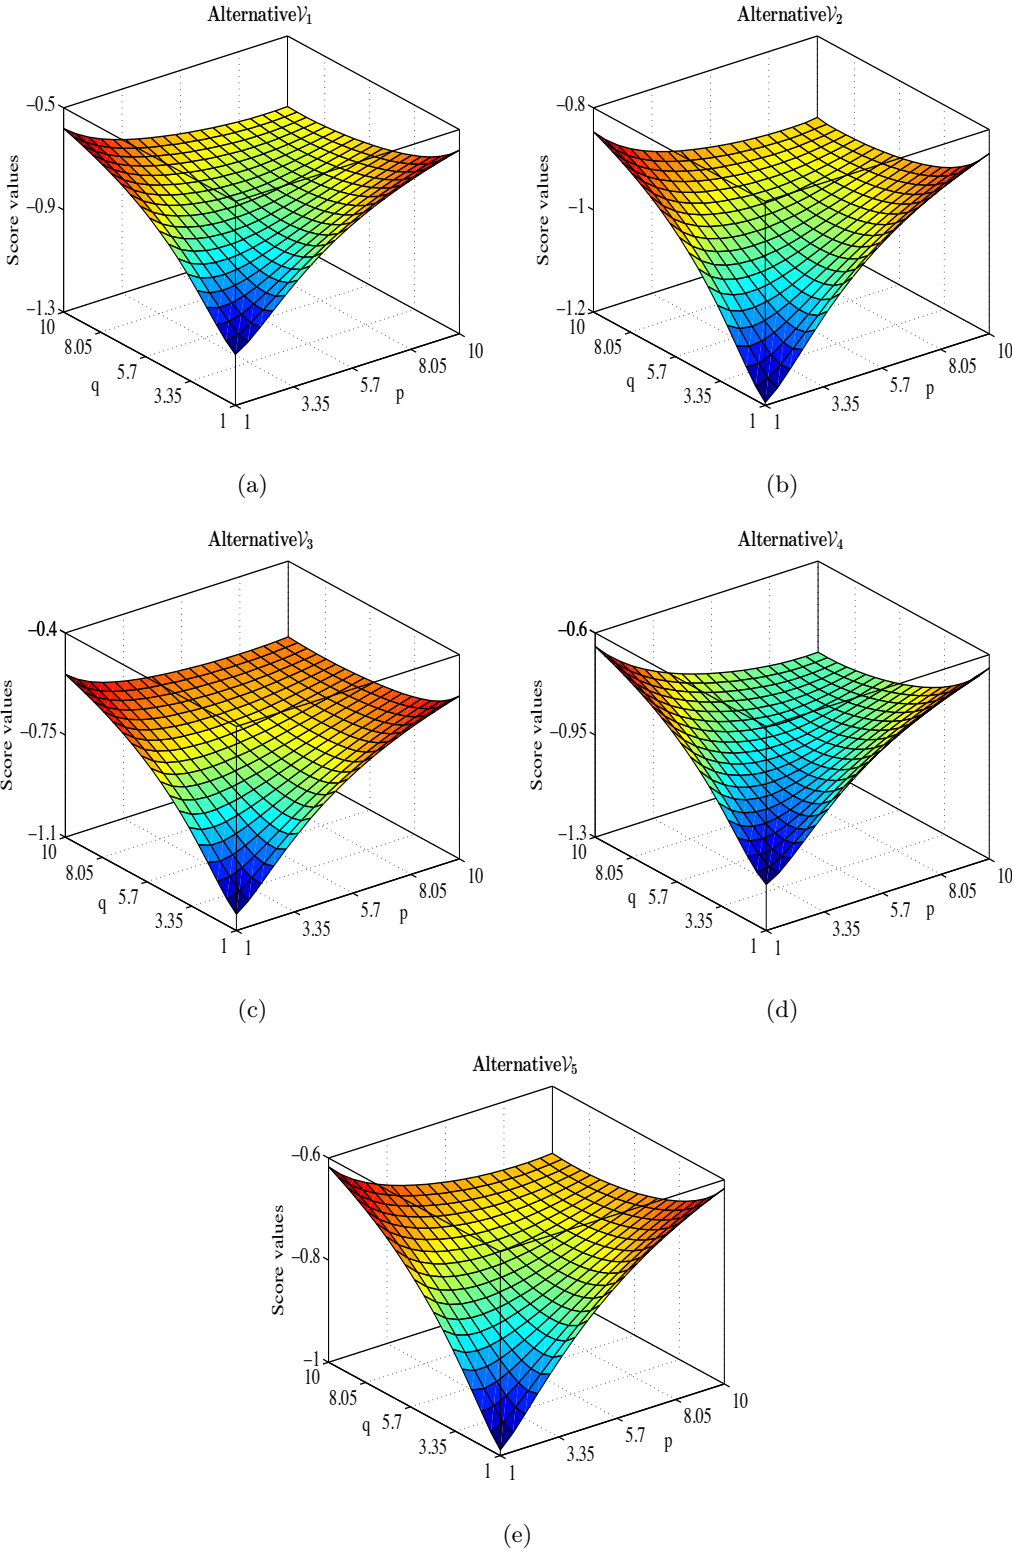 Alternative𝒱₁
−0.5
−0.9
−1.3
Score values
10
8.05
5.7
3.35
1
q
1
3.35
5.7
8.05
10
p
(a)
Alternative𝒱₂
−0.8
−1
−1.2
Score values
10
8.05
5.7
3.35
1
q
1
3.35
5.7
8.05
10
p
(b)
Alternative𝒱₃
−0.4
−0.75
−1.1
Score values
10
8.05
5.7
3.35
1
q
1
3.35
5.7
8.05
10
p
(c)
Alternative𝒱₄
−0.6
−0.95
−1.3
Score values
10
8.05
5.7
3.35
1
q
1
3.35
5.7
8.05
10
p
(d)
Alternative𝒱₅
−0.6
−0.8
−1
Score values
10
8.05
5.7
3.35
1
q
1
3.35
5.7
8.05
10
p
(e)